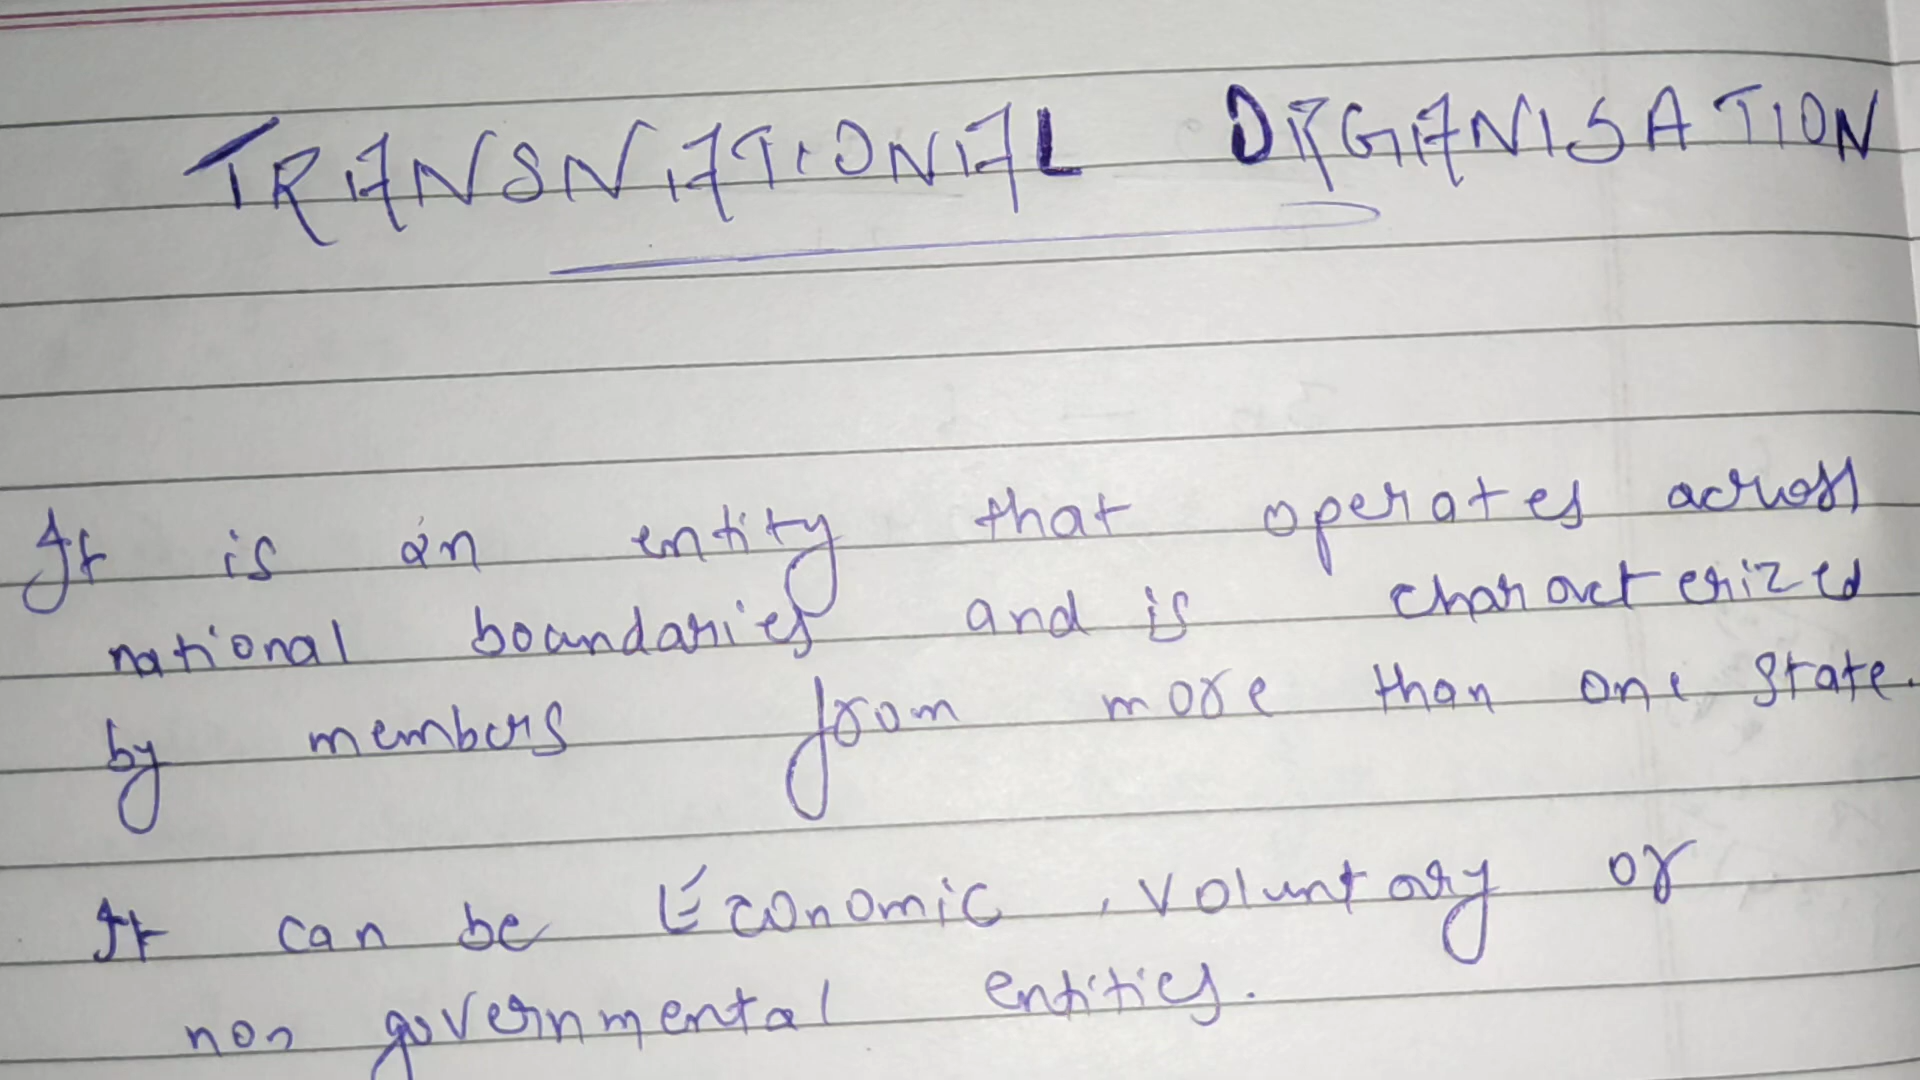 TRANSNATIONAL ORGANISATION
It is an entity that operates across
national boundaries and is characterized
by members from more than one state.
It can be Economic, voluntary or
non governmental entities.